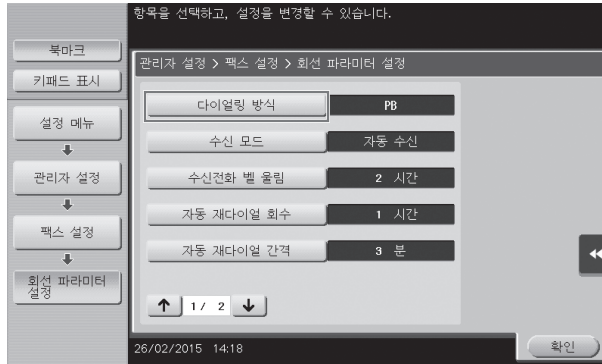 항목을 선택하고, 설정을 변경할 수 있습니다.
북마크
키패드 표시
설정 메뉴
관리자 설정
팩스 설정
회선 파라미터
설정
관리자 설정 > 팩스 설정 > 회선 파라미터 설정
다이얼링 방식 PB
수신 모드 자동 수신
수신전화 벨 울림 2 시간
자동 재다이얼 회수 1 시간
자동 재다이얼 간격 3 분
1/ 2
26/02/2015 14:18
확인